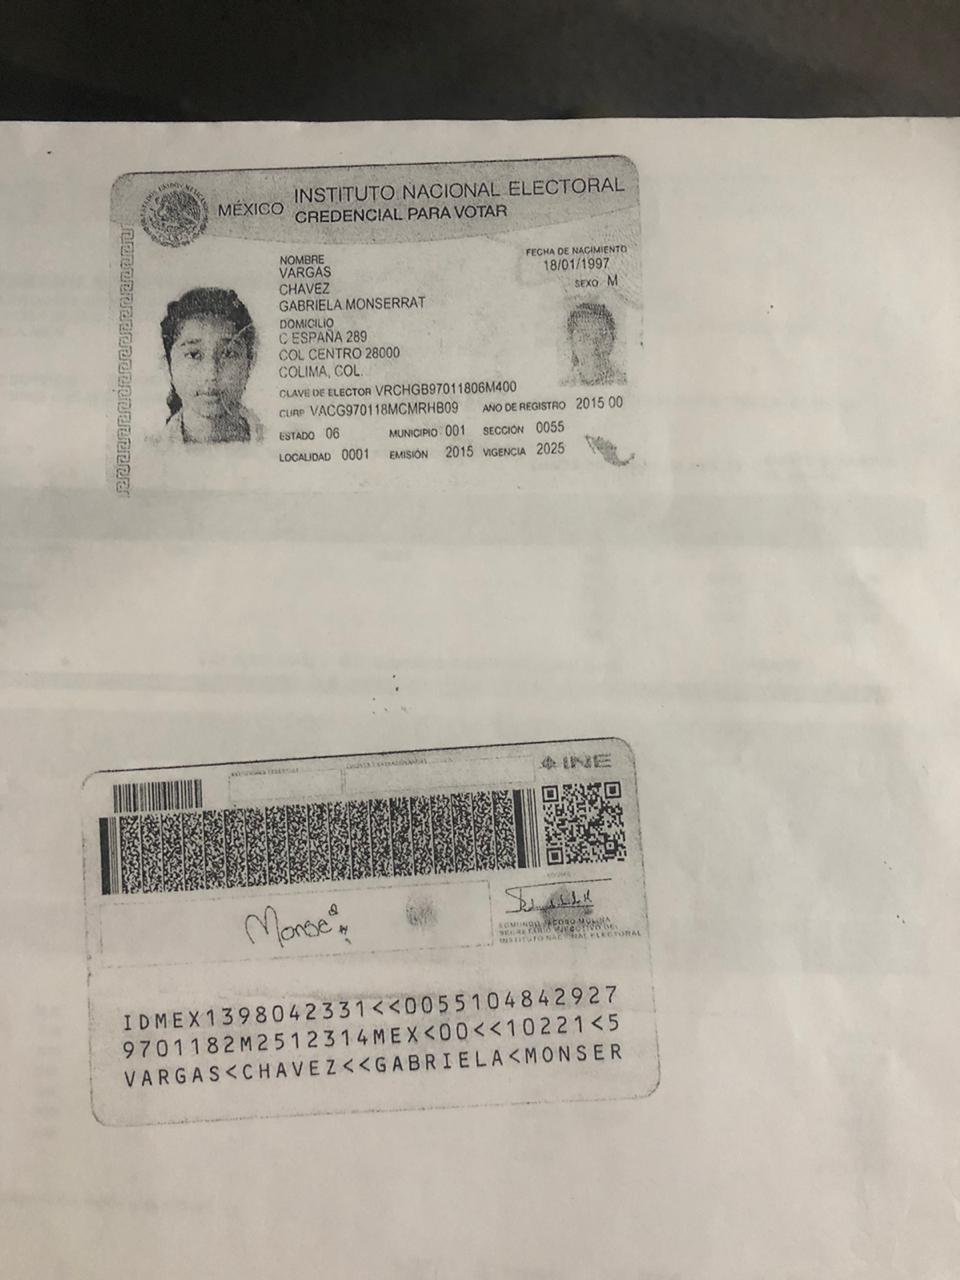 MÉXICO
INSTITUTO NACIONAL ELECTORAL
CREDENCIAL PARA VOTAR
NOMBRE
VARGAS
CHAVEZ
GABRIELA MONSERRAT
FECHA DE NACIMIENTO
18/01/1997
SEXO M
DOMICILIO
C ESPAÑA 289
COL CENTRO 28000
COLIMA, COL.
CLAVE DE ELECTOR VRCHGB97011806M400
CURP VACG970118MCMRHB09 AÑO DE REGISTRO 2015 00
ESTADO 06 MUNICIPIO 001 SECCIÓN 0055
LOCALIDAD 0001 EMISIÓN 2015 VIGENCIA 2025
INE
Monse
EDMUNDO JACOBO MOLINA
SECRETARIO EJECUTIVO DEL
INSTITUTO NACIONAL ELECTORAL
IDMEX1398042331<<0055104842927
9701182M2512314MEX<00<<10221<5
VARGAS<CHAVEZ<<GABRIELA<MONSER